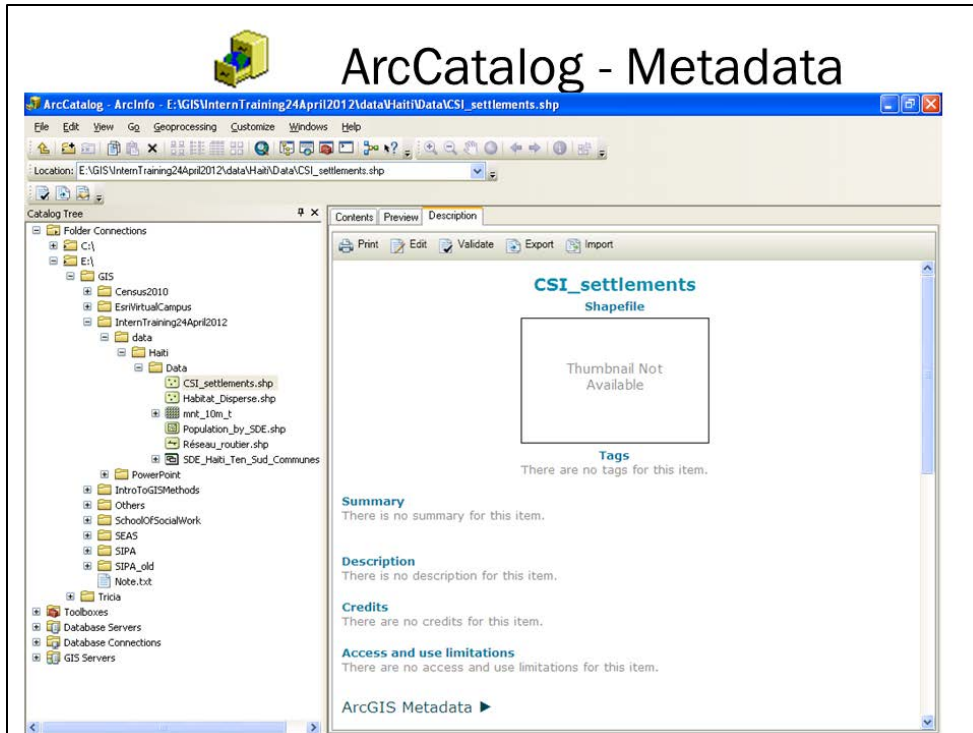 ArcCatalog - Metadata
ArcCatalog - ArcInfo - E:\GIS\InternTraining24April2012\data\Haiti\Data\CSI_settlements.shp
File Edit View Go Geoprocessing Customize Windows Help
Location: E:\GIS\InternTraining24April2012\data\Haiti\Data\CSI_settlements.shp
Catalog Tree
Folder Connections
C:\
E:\
GIS
Census2010
EsriVirtualCampus
InternTraining24April2012
data
Haiti
Data
CSI_settlements.shp
Habitat_Disperse.shp
mnt_10m_t
Population_by_SDE.shp
Réseau_routier.shp
SDE_Haiti_Ten_Sud_Communes
PowerPoint
IntroToGISMethods
Others
SchoolOfSocialWork
SEAS
SIPA
SIPA_old
Note.txt
Tricia
Toolboxes
Database Servers
Database Connections
GIS Servers
Contents Preview Description
Print Edit Validate Export Import
CSI_settlements
Shapefile
Thumbnail Not
Available
Tags
There are no tags for this item.
Summary
There is no summary for this item.
Description
There is no description for this item.
Credits
There are no credits for this item.
Access and use limitations
There are no access and use limitations for this item.
ArcGIS Metadata ►